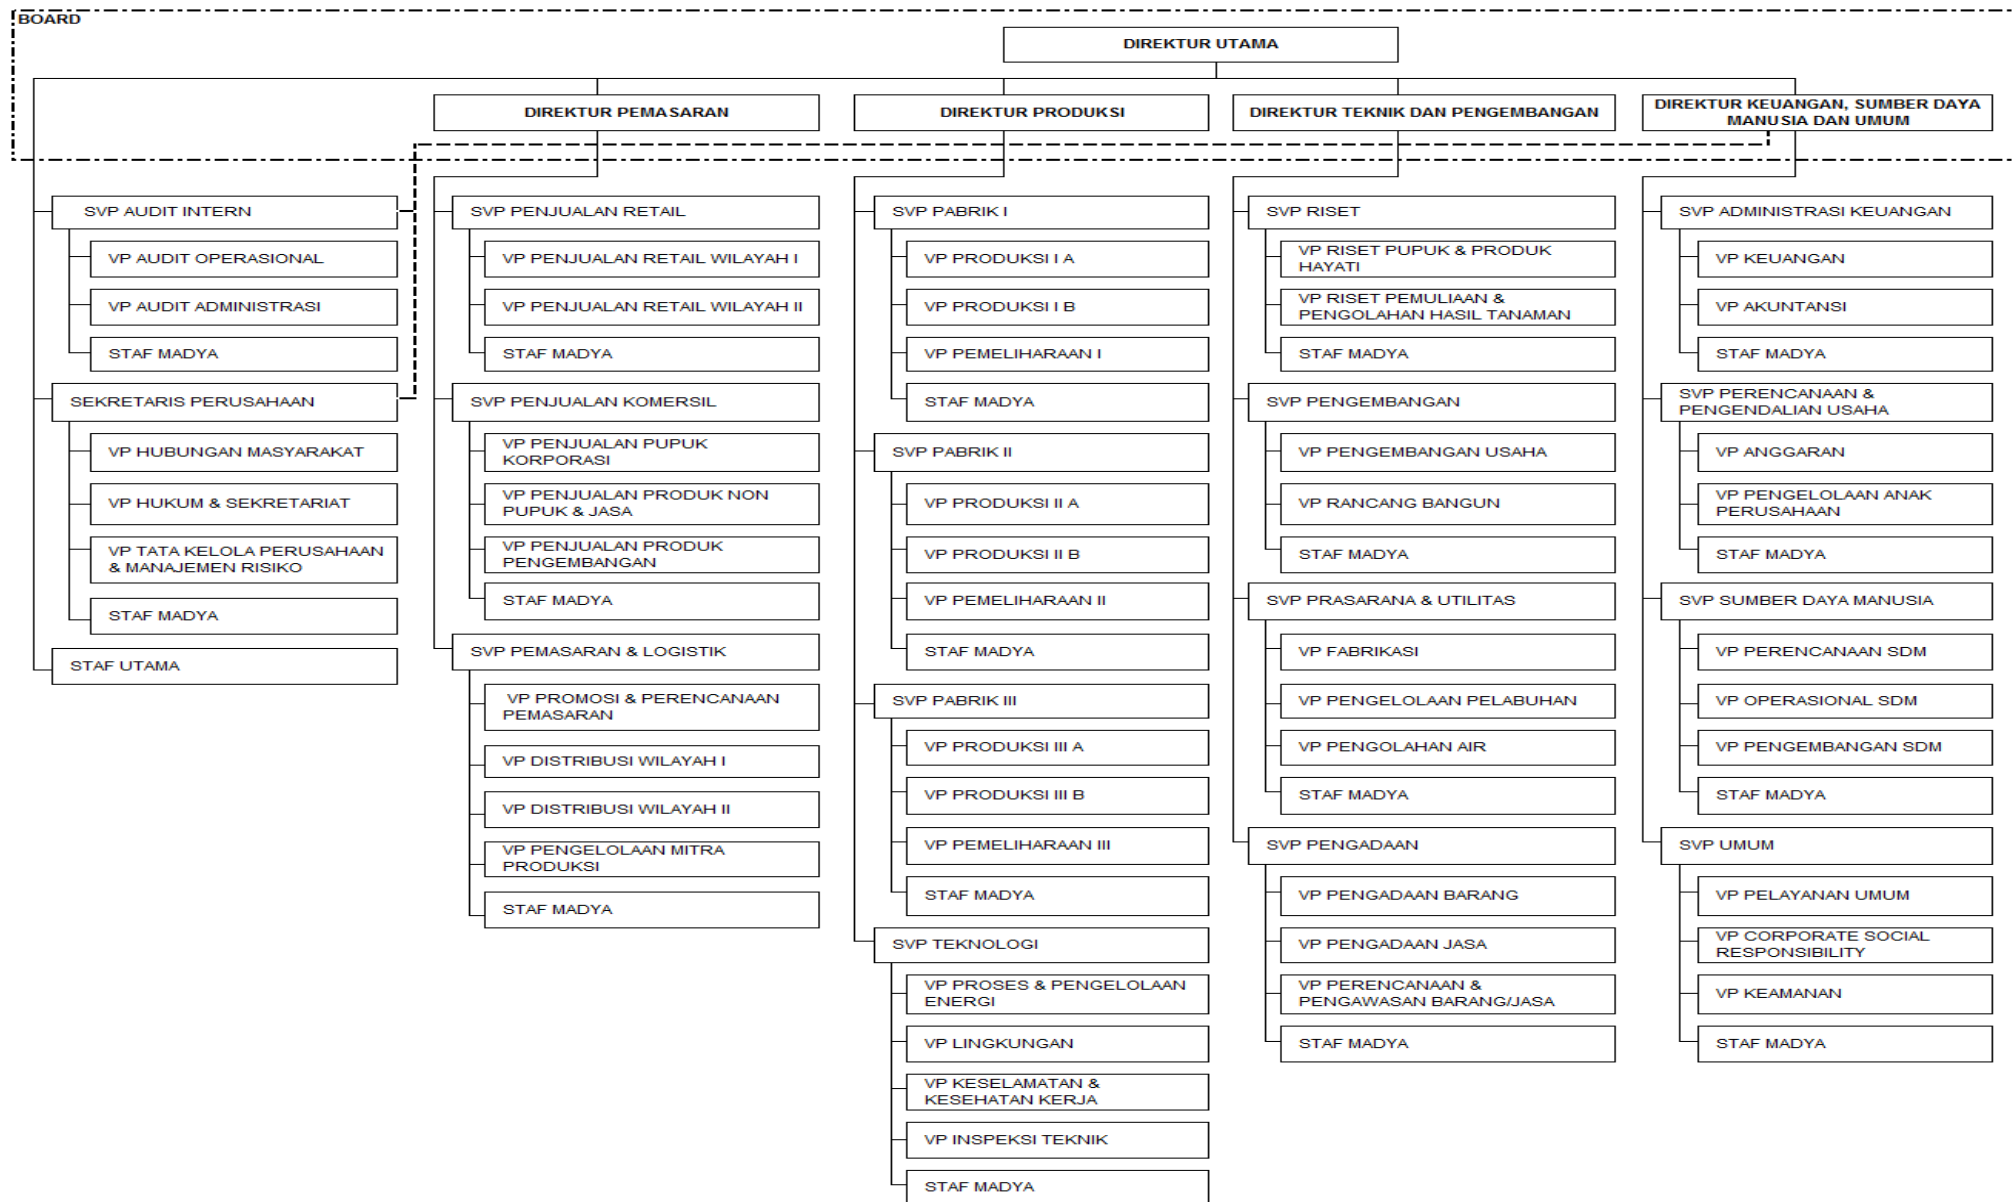 BOARD
DIREKTUR UTAMA
DIREKTUR PEMASARAN
DIREKTUR PRODUKSI
DIREKTUR TEKNIK DAN PENGEMBANGAN
DIREKTUR KEUANGAN, SUMBER DAYA
MANUSIA DAN UMUM
SVP AUDIT INTERN
VP AUDIT OPERASIONAL
VP AUDIT ADMINISTRASI
STAF MADYA
SEKRETARIS PERUSAHAAN
VP HUBUNGAN MASYARAKAT
VP HUKUM & SEKRETARIAT
VP TATA KELOLA PERUSAHAAN
& MANAJEMEN RISIKO
STAF MADYA
STAF UTAMA
SVP PENJUALAN RETAIL
VP PENJUALAN RETAIL WILAYAH I
VP PENJUALAN RETAIL WILAYAH II
STAF MADYA
SVP PENJUALAN KOMERSIL
VP PENJUALAN PUPUK
KORPORASI
VP PENJUALAN PRODUK NON
PUPUK & JASA
VP PENJUALAN PRODUK
PENGEMBANGAN
STAF MADYA
SVP PEMASARAN & LOGISTIK
VP PROMOSI & PERENCANAAN
PEMASARAN
VP DISTRIBUSI WILAYAH I
VP DISTRIBUSI WILAYAH II
VP PENGELOLAAN MITRA
PRODUKSI
STAF MADYA
SVP PABRIK I
VP PRODUKSI I A
VP PRODUKSI I B
VP PEMELIHARAAN I
STAF MADYA
SVP PABRIK II
VP PRODUKSI II A
VP PRODUKSI II B
VP PEMELIHARAAN II
STAF MADYA
SVP PABRIK III
VP PRODUKSI III A
VP PRODUKSI III B
VP PEMELIHARAAN III
STAF MADYA
SVP TEKNOLOGI
VP PROSES & PENGELOLAAN
ENERGI
VP LINGKUNGAN
VP KESELAMATAN &
KESEHATAN KERJA
VP INSPEKSI TEKNIK
STAF MADYA
SVP RISET
VP RISET PUPUK & PRODUK
HAYATI
VP RISET PEMULIAAN &
PENGOLAHAN HASIL TANAMAN
STAF MADYA
SVP PENGEMBANGAN
VP PENGEMBANGAN USAHA
VP RANCANG BANGUN
STAF MADYA
SVP PRASARANA & UTILITAS
VP FABRIKASI
VP PENGELOLAAN PELABUHAN
VP PENGOLAHAN AIR
STAF MADYA
SVP PENGADAAN
VP PENGADAAN BARANG
VP PENGADAAN JASA
VP PERENCANAAN &
PENGAWASAN BARANG/JASA
STAF MADYA
SVP ADMINISTRASI KEUANGAN
VP KEUANGAN
VP AKUNTANSI
STAF MADYA
SVP PERENCANAAN &
PENGENDALIAN USAHA
VP ANGGARAN
VP PENGELOLAAN ANAK
PERUSAHAAN
STAF MADYA
SVP SUMBER DAYA MANUSIA
VP PERENCANAAN SDM
VP OPERASIONAL SDM
VP PENGEMBANGAN SDM
STAF MADYA
SVP UMUM
VP PELAYANAN UMUM
VP CORPORATE SOCIAL
RESPONSIBILITY
VP KEAMANAN
STAF MADYA